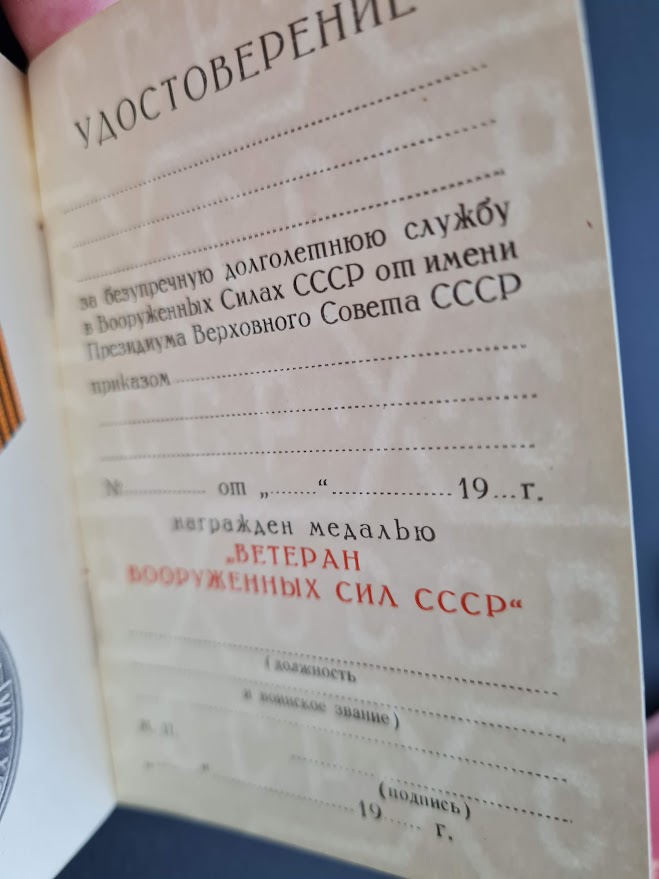 УДОСТОВЕРЕНИЕ
за безупречную долголетнюю службу
в Вооруженных Силах СССР от имени
Президиума Верховного Совета СССР
приказом
№ ............ от „.......“ ................ 19...г.
награжден медалью
„ВЕТЕРАН
ВООРУЖЕННЫХ СИЛ СССР“
(должность
и воинское звание)
М. П.
(подпись)
„.......“ ................ 19...... г.